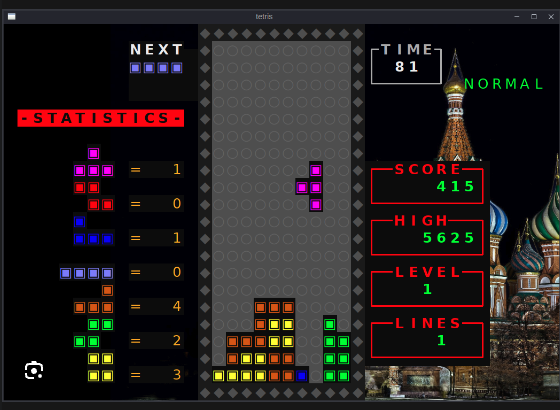 tetris
NEXT
-STATISTICS-
= 1
= 0
= 1
= 0
= 4
= 2
= 3
TIME
81
NORMAL
SCORE
415
HIGH
5625
LEVEL
1
LINES
1